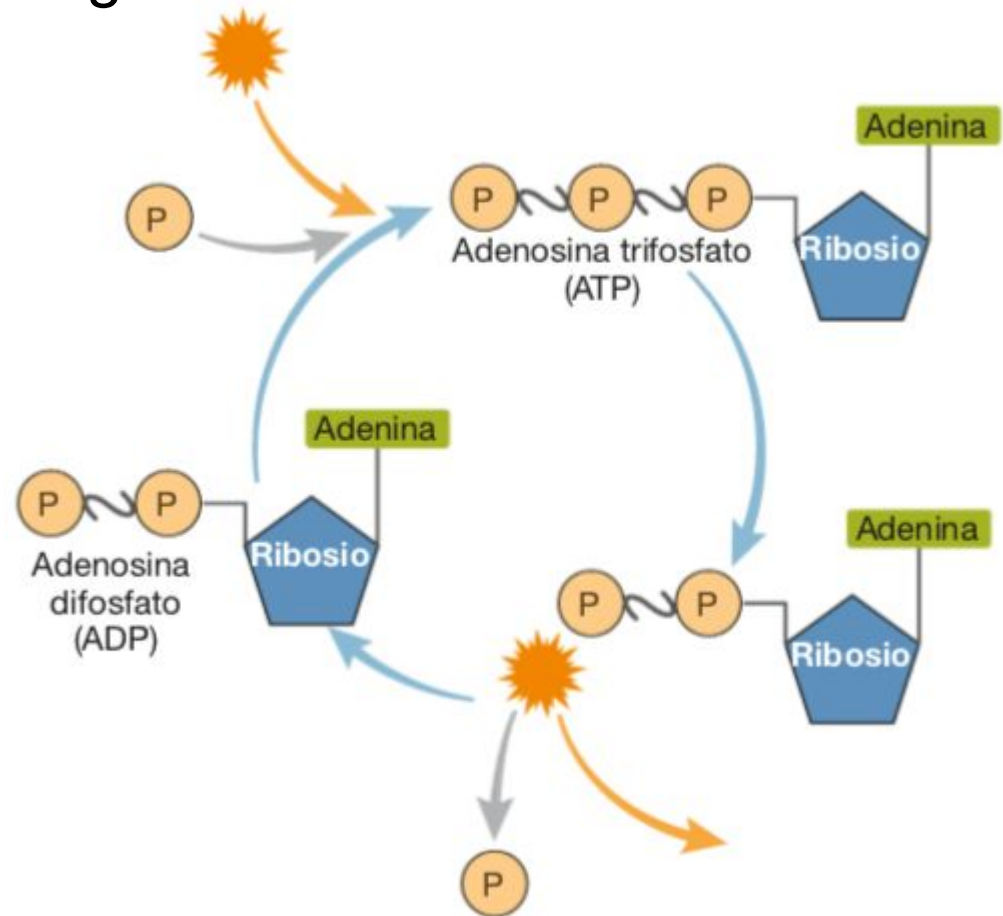 g
P
P P P
Adenina
Ribosio
Adenosina trifosfato
(ATP)
Adenina
P P
Ribosio
Adenosina
difosfato
(ADP)
Adenina
P P
Ribosio
P